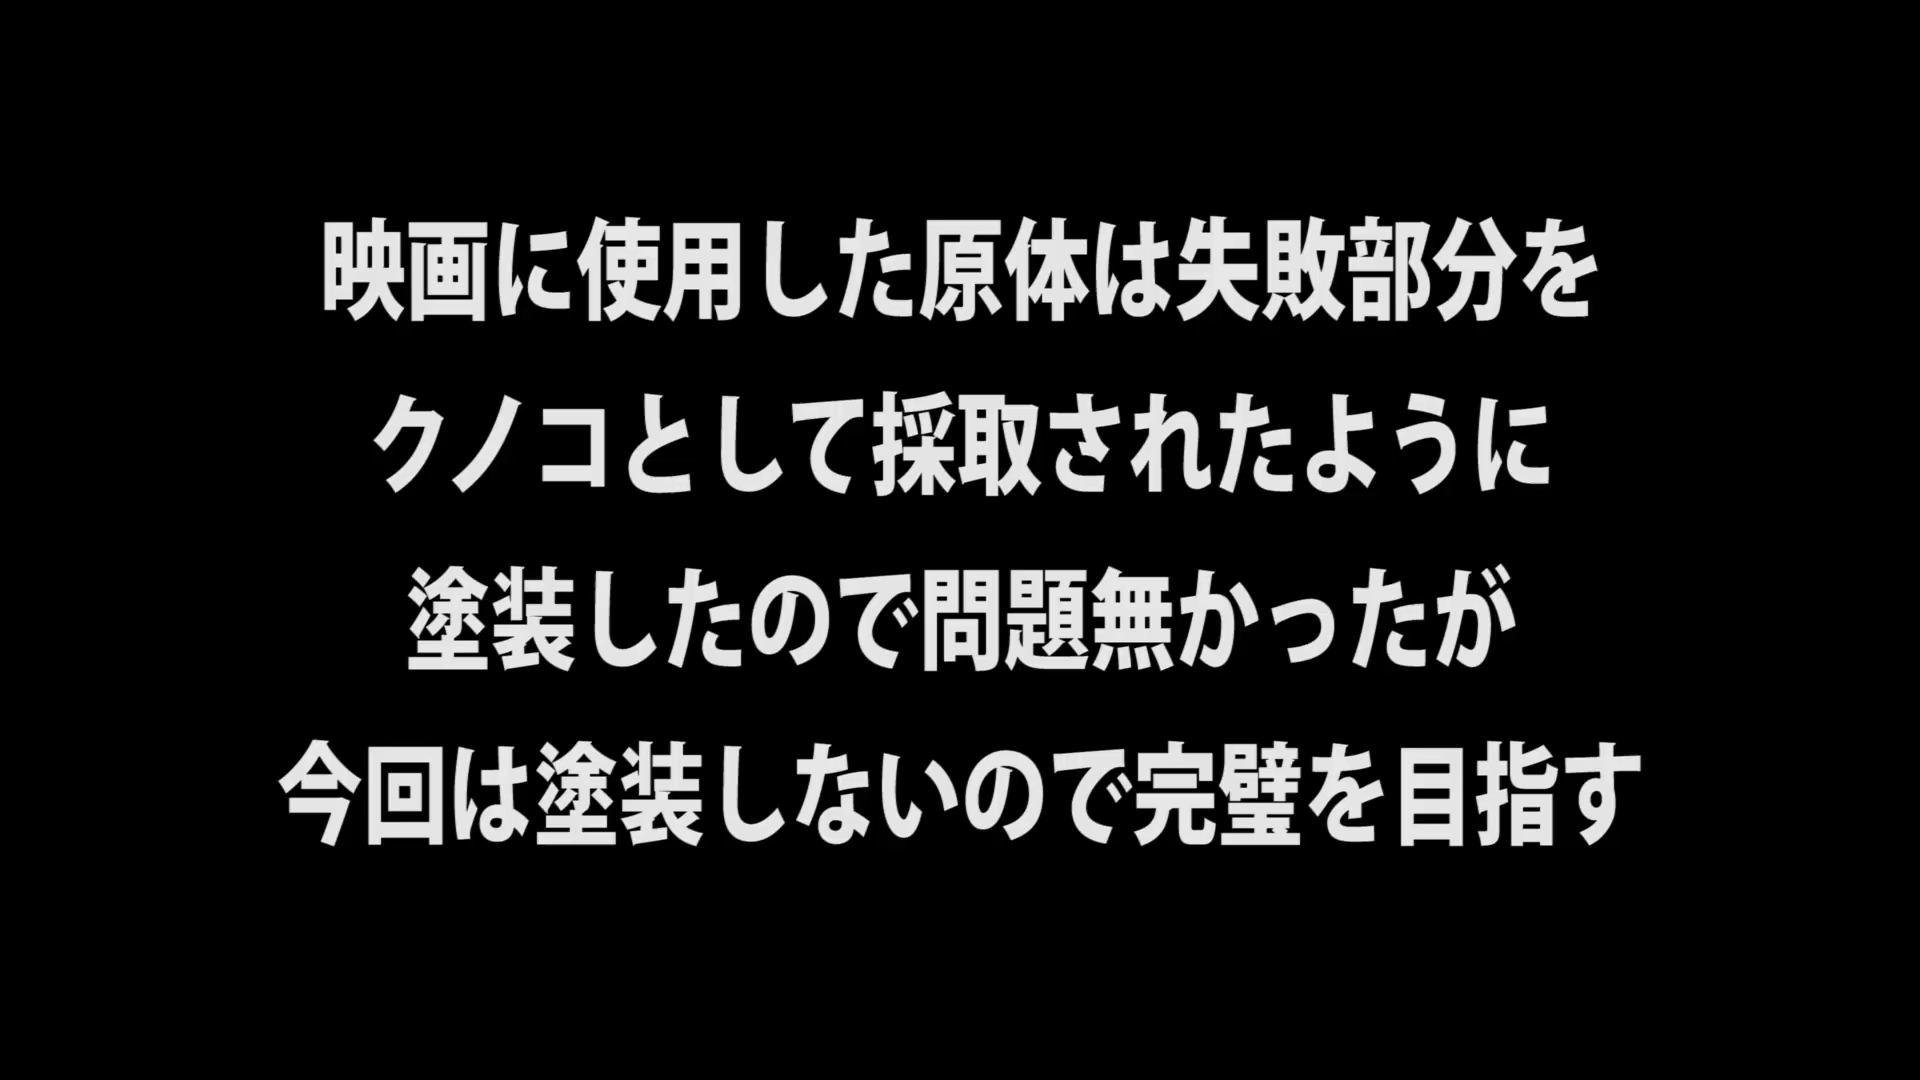 映画に使用した原体は失敗部分を
クノコとして採取されたように
塗装したので問題無かったが
今回は塗装しないので完璧を目指す